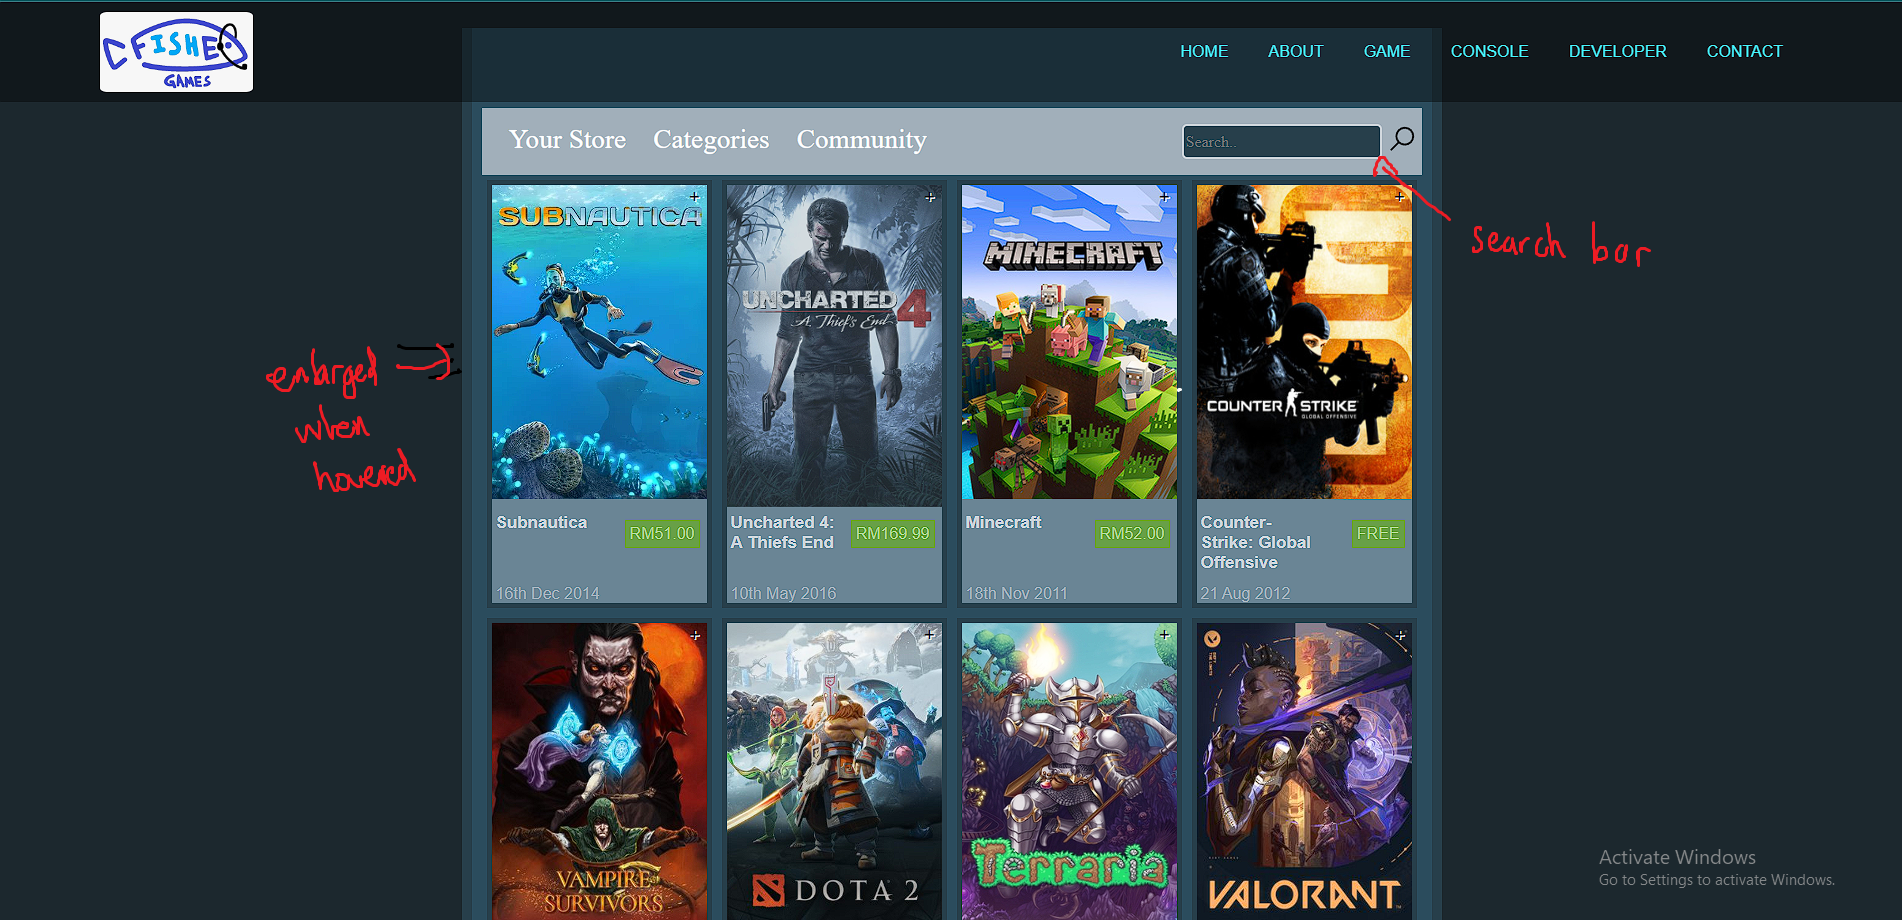 CFISHE
GAMES
HOME ABOUT GAME CONSOLE DEVELOPER CONTACT
Your Store Categories Community Search..
search bar
enlarged
when
hovered
SUBNAUTICA
UNCHARTED 4
A Thief's End
MINECRAFT
COUNTER STRIKE
GLOBAL OFFENSIVE
Subnautica
RM51.00
16th Dec 2014
Uncharted 4:
A Thiefs End
RM169.99
10th May 2016
Minecraft
RM52.00
18th Nov 2011
Counter-
Strike: Global
Offensive
FREE
21 Aug 2012
VAMPIRE
SURVIVORS
DOTA 2
Terraria
VALORANT
Activate Windows
Go to Settings to activate Windows.